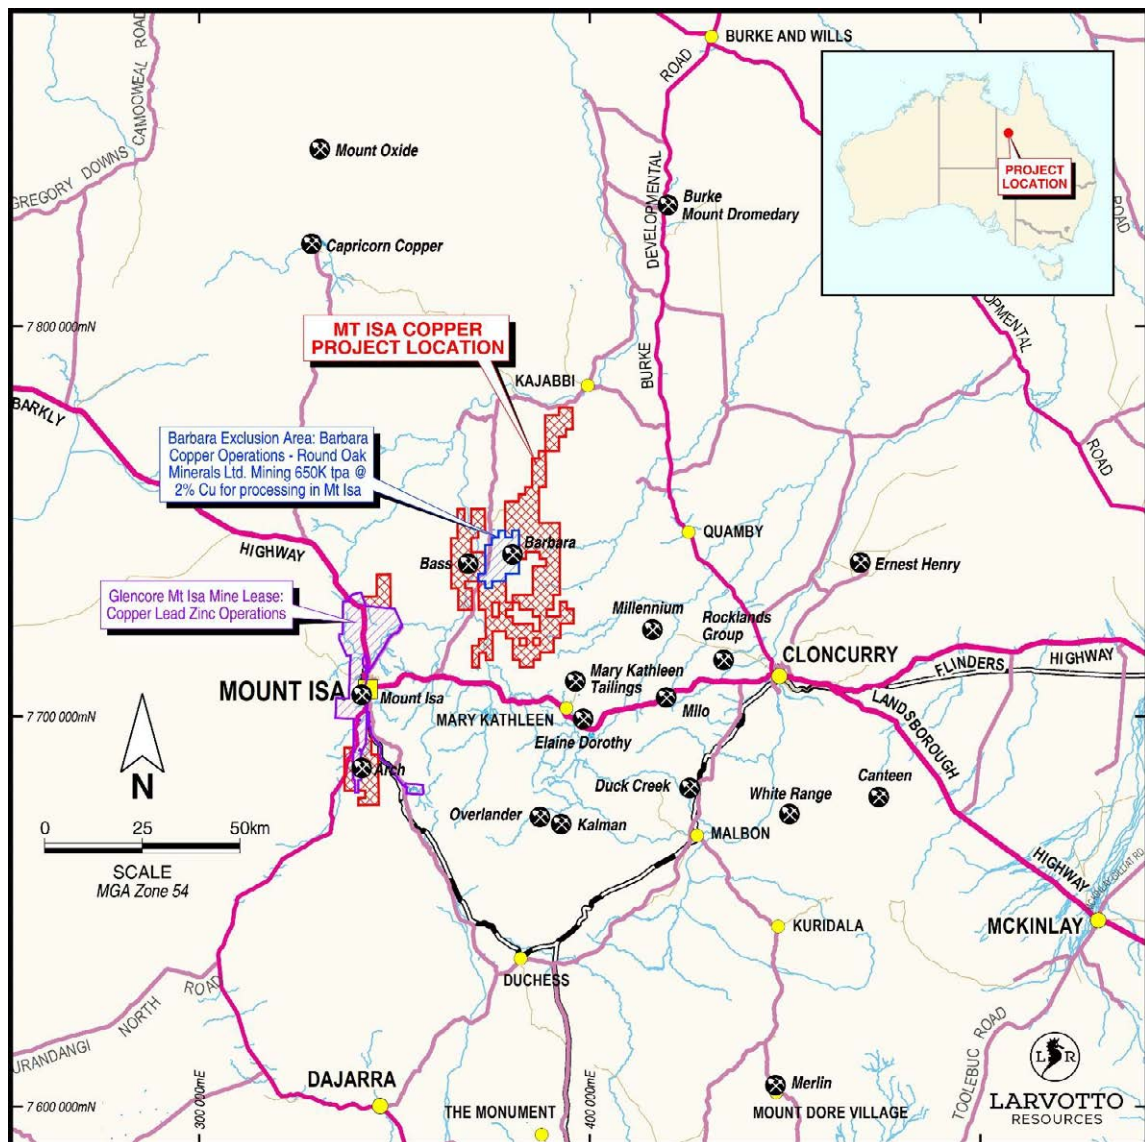 BURKE AND WILLS
ROAD
CAMOOWEAL ROAD
GREGORY DOWNS
Mount Oxide
DEVELOPMENTAL
Burke
Mount Dromedary
PROJECT
LOCATION
ROAD
Capricorn Copper
7 800 000mN
MT ISA COPPER
PROJECT LOCATION
BURKE
OPMENTAL
KAJABBI
BARKLY
Barbara Exclusion Area: Barbara
Copper Operations - Round Oak
Minerals Ltd. Mining 650K tpa @
2% Cu for processing in Mt Isa
ROAD
HIGHWAY
QUAMBY
Bass
Barbara
Ernest Henry
Glencore Mt Isa Mine Lease:
Copper Lead Zinc Operations
Millennium
Rocklands
Group
CLONCURRY
FLINDERS
HIGHWAY
MOUNT ISA
Mount Isa
Mary Kathleen
Tailings
MARY KATHLEEN
Milo
LANDSBOROUGH
7 700 000mN
Elaine Dorothy
N
Arch
Duck Creek
Canteen
White Range
Overlander
Kalman
MALBON
0 25 50km
SCALE
MGA Zone 54
HIGHWAY
MCKINLAY
KURIDALA
DUCHESS
URANDANGI
NORTH
ROAD
TOOLEBUC ROAD
DAJARRA
7 600 000mN
300 000mE
THE MONUMENT
400 000mE
Merlin
MOUNT DORE VILLAGE
L R
LARVOTTO
RESOURCES